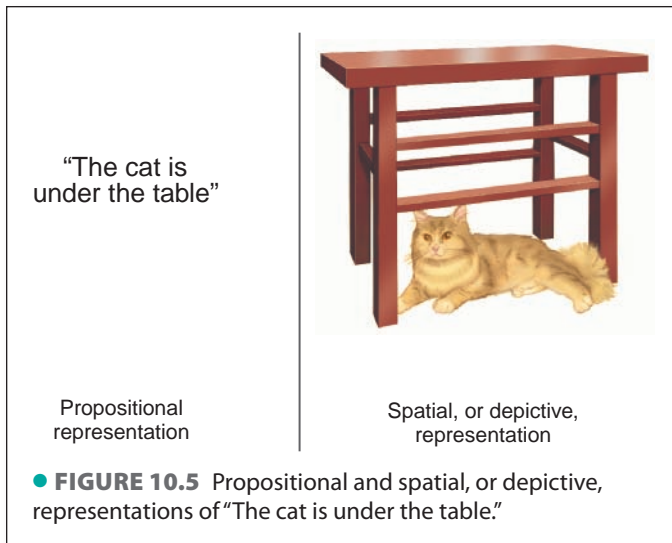 “The cat is
under the table”
Propositional
representation
Spatial, or depictive,
representation
● FIGURE 10.5 Propositional and spatial, or depictive,
representations of “The cat is under the table.”